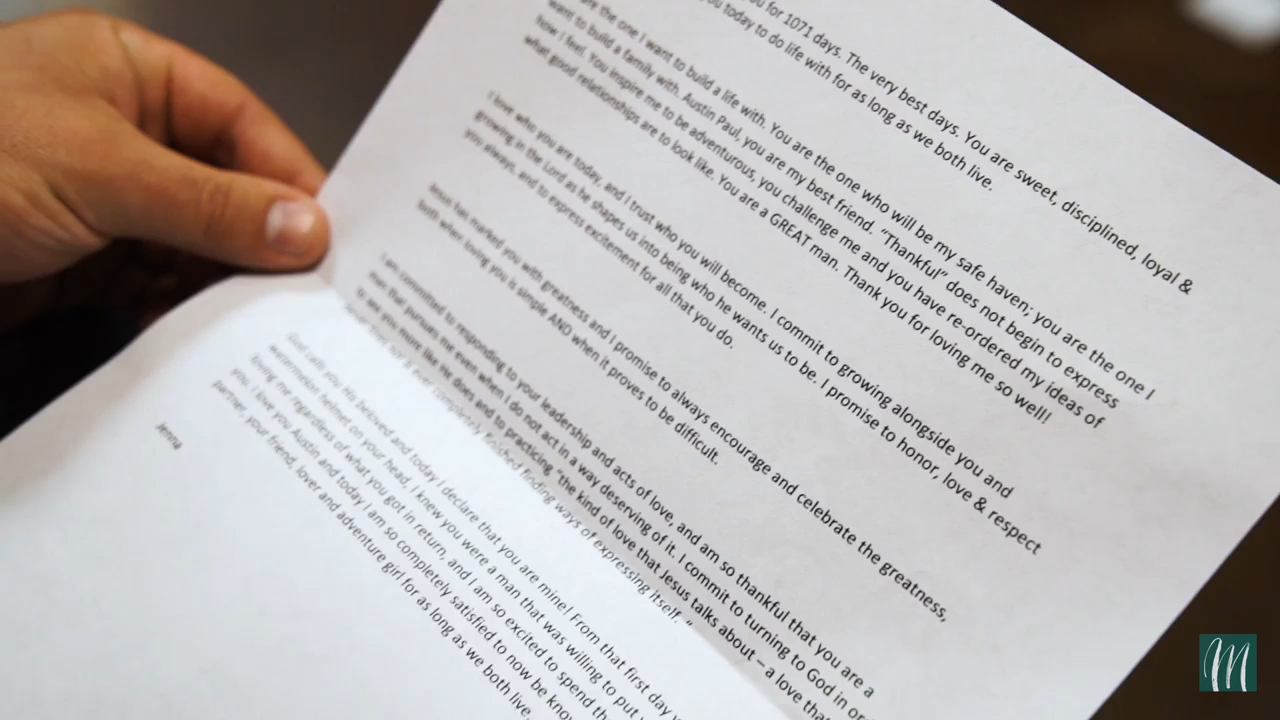 you for 1071 days. The very best days. You are sweet, disciplined, loyal &
you today to do life with for as long as we both live.
are the one I want to build a life with. You are the one who will be my safe haven; you are the one I
want to build a family with. Austin Paul, you are my best friend. "Thankful" does not begin to express
how I feel. You inspire me to be adventurous, you challenge me and you have re-ordered my ideas of
what good relationships are to look like. You are a GREAT man. Thank you for loving me so well!
I love who you are today, and I trust who you will become. I commit to growing alongside you and
growing in the Lord as he shapes us into being who he wants us to be. I promise to honor, love & respect
you always, and to express excitement for all that you do.
Jesus has marked you with greatness and I promise to always encourage and celebrate the greatness,
both when loving you is simple AND when it proves to be difficult.
I am committed to responding to your leadership and acts of love, and am so thankful that you are a
man that pursues me even when I do not act in a way deserving of it. I commit to turning to God in
to see you more like He does and to practicing "the kind of love that Jesus talks about – a love that
is ever completely finished finding ways of expressing itself."
God calls you His beloved and today I declare that you are mine! From that first day
watermelon helmet on your head, I knew you were a man that was willing to put
loving me regardless of what you got in return, and I am so excited to spend
you. I love you Austin and today I am so completely satisfied to now be
partner, your friend, lover and adventure girl for as long as we both live.
Jenna
M